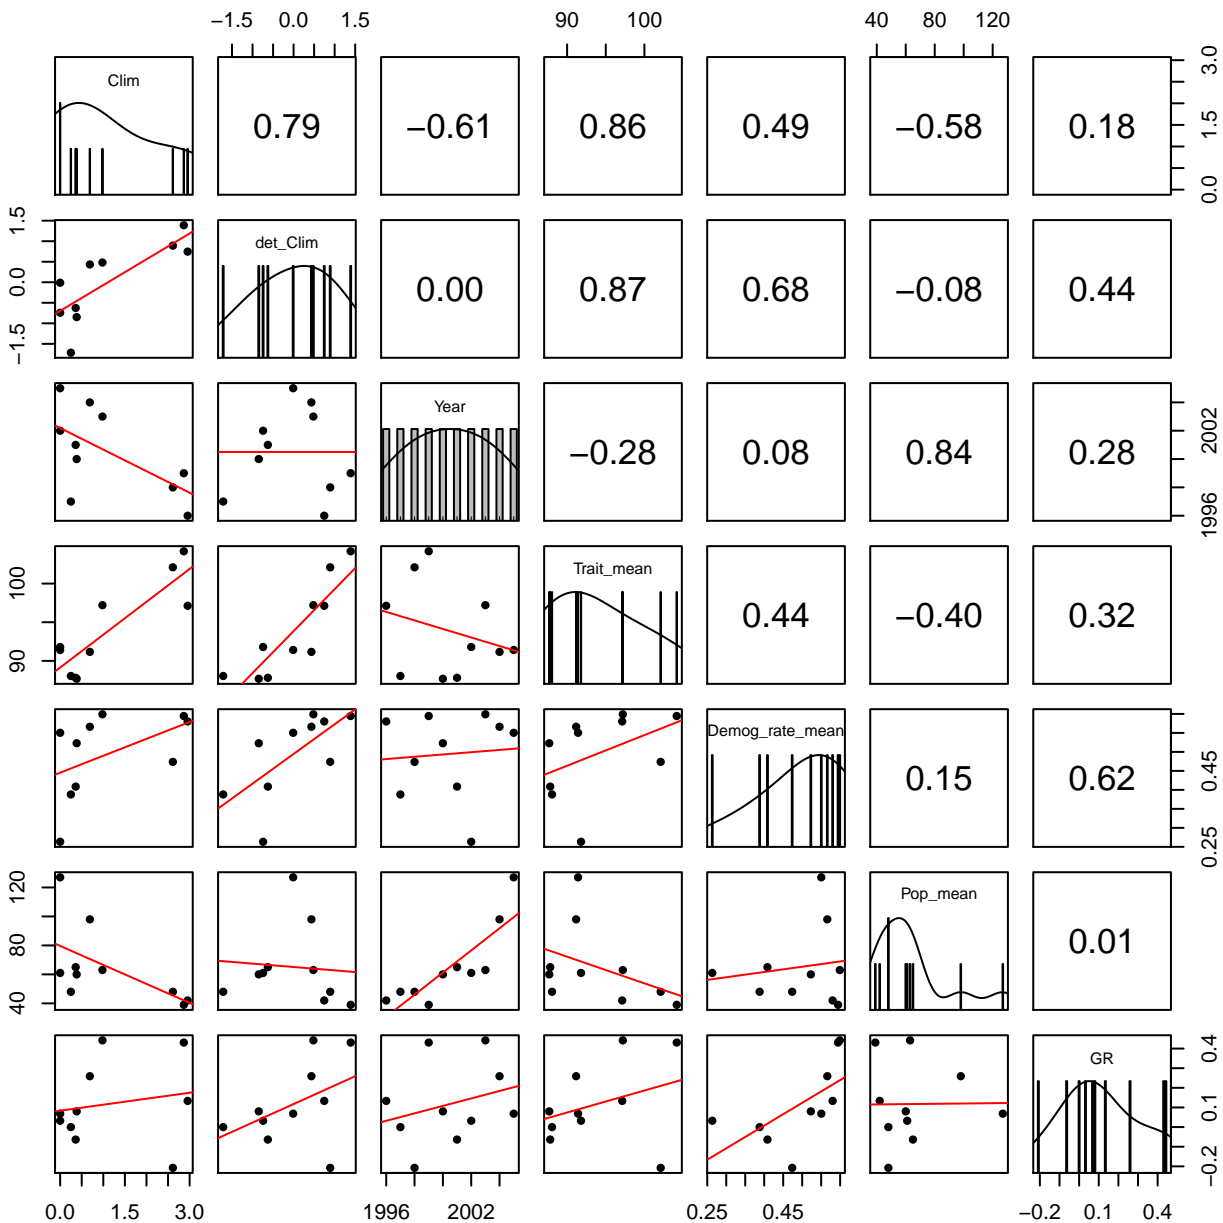 −1.5 0.0 1.5 90 100 40 80 120
Clim 0.79 −0.61 0.86 0.49 −0.58 0.18 0.0 1.5 3.0
−1.5 0.0 1.5 det_Clim 0.00 0.87 0.68 −0.08 0.44
Year −0.28 0.08 0.84 0.28 1996 2002
90 100 Trait_mean 0.44 −0.40 0.32
Demog_rate_mean 0.15 0.62 0.25 0.45
40 80 120 Pop_mean 0.01
GR −0.2 0.1 0.4
0.0 1.5 3.0 1996 2002 0.25 0.45 −0.2 0.1 0.4